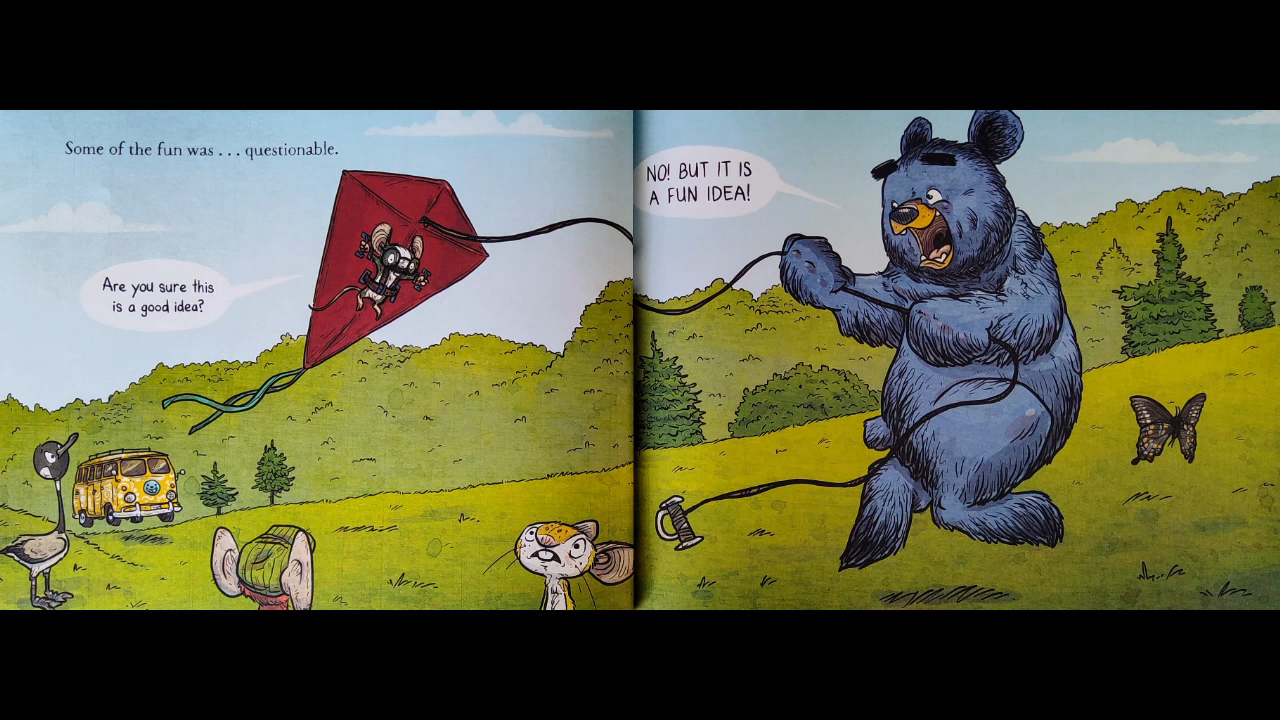 Some of the fun was . . . questionable.
Are you sure this
is a good idea?
NO! BUT IT IS
A FUN IDEA!